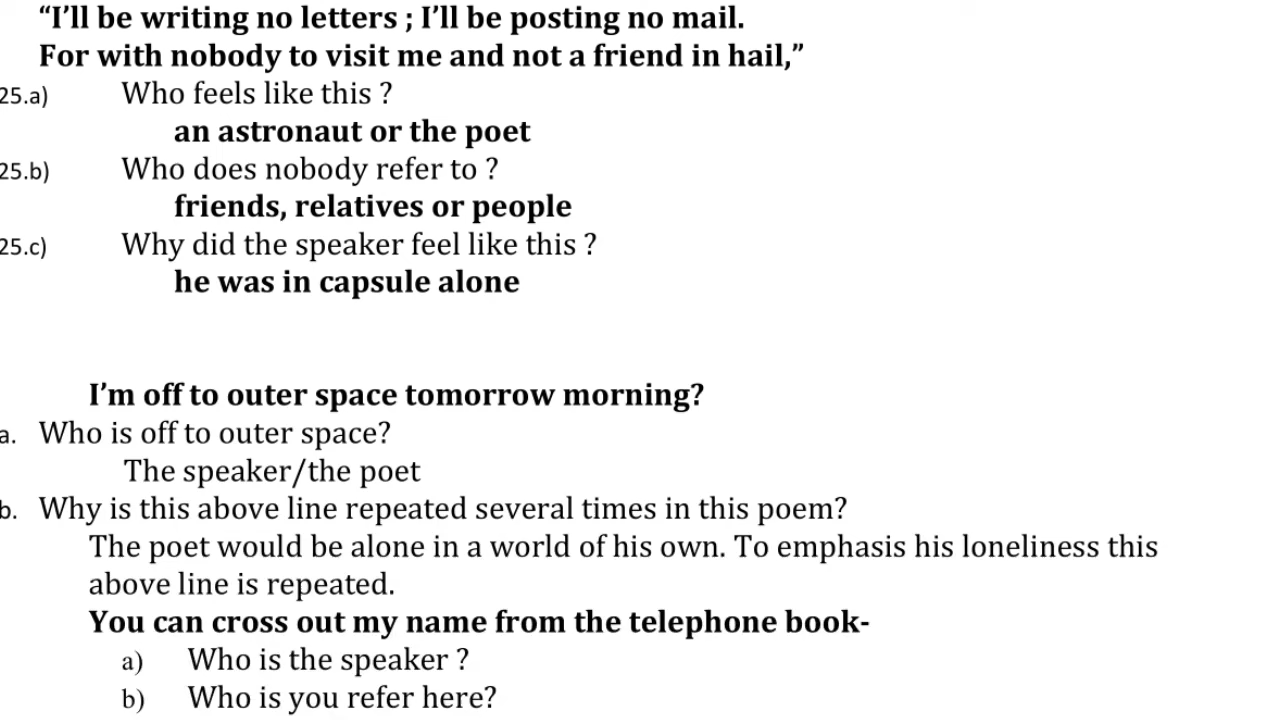 “I’ll be writing no letters ; I’ll be posting no mail.
For with nobody to visit me and not a friend in hail,”
25.a) Who feels like this ?
an astronaut or the poet
25.b) Who does nobody refer to ?
friends, relatives or people
25.c) Why did the speaker feel like this ?
he was in capsule alone
I’m off to outer space tomorrow morning?
a. Who is off to outer space?
The speaker/the poet
b. Why is this above line repeated several times in this poem?
The poet would be alone in a world of his own. To emphasis his loneliness this
above line is repeated.
You can cross out my name from the telephone book-
a) Who is the speaker ?
b) Who is you refer here?